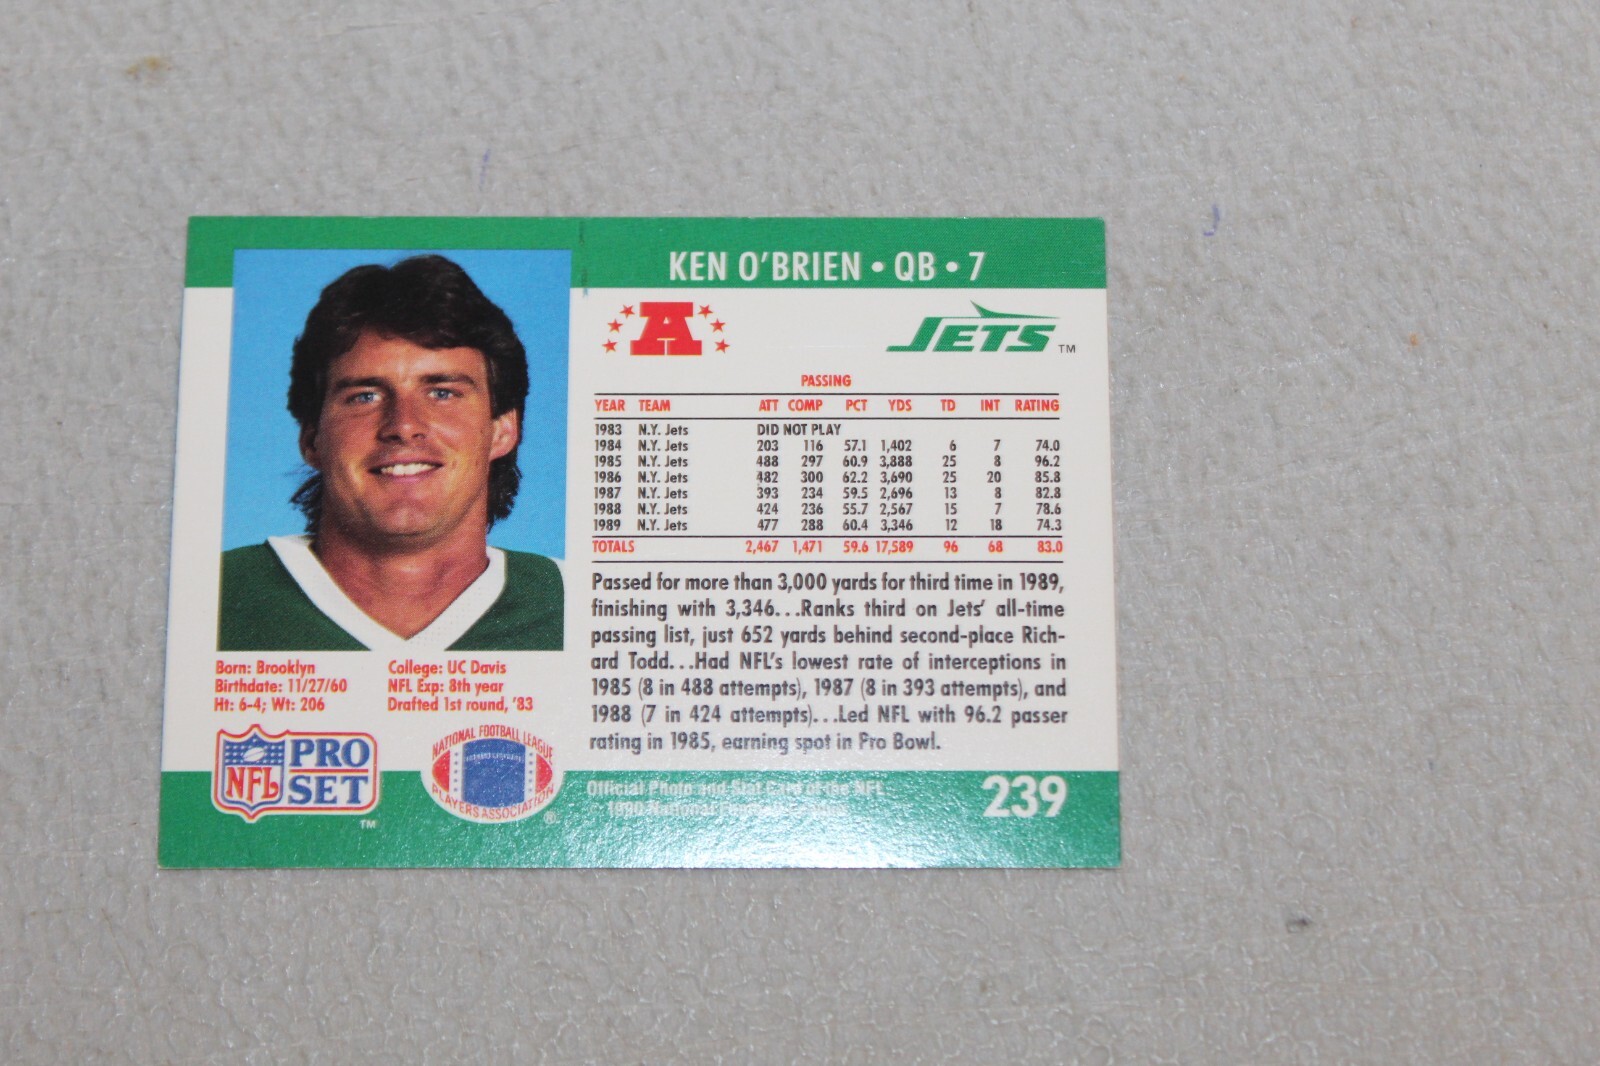 KEN O'BRIEN • QB • 7
A
JETS TM
PASSING
YEAR TEAM ATT COMP PCT YDS TD INT RATING
1983 N.Y. Jets DID NOT PLAY
1984 N.Y. Jets 203 116 57.1 1,402 6 7 74.0
1985 N.Y. Jets 488 297 60.9 3,888 25 8 96.2
1986 N.Y. Jets 482 300 62.2 3,690 25 20 85.8
1987 N.Y. Jets 393 234 59.5 2,696 13 8 82.8
1988 N.Y. Jets 424 236 55.7 2,567 15 7 78.6
1989 N.Y. Jets 477 288 60.4 3,346 12 18 74.3
TOTALS 2,467 1,471 59.6 17,589 96 68 83.0
Passed for more than 3,000 yards for third time in 1989,
finishing with 3,346...Ranks third on Jets' all-time
passing list, just 652 yards behind second-place Rich-
ard Todd...Had NFL's lowest rate of interceptions in
1985 (8 in 488 attempts), 1987 (8 in 393 attempts), and
1988 (7 in 424 attempts)...Led NFL with 96.2 passer
rating in 1985, earning spot in Pro Bowl.
Born: Brooklyn
Birthdate: 11/27/60
Ht: 6-4; Wt: 206
College: UC Davis
NFL Exp: 8th year
Drafted 1st round, '83
NFL PRO SET TM
NATIONAL FOOTBALL LEAGUE
PLAYERS ASSOCIATION ®
Official Photo and Stat Card of the NFL
© 1990 National
239